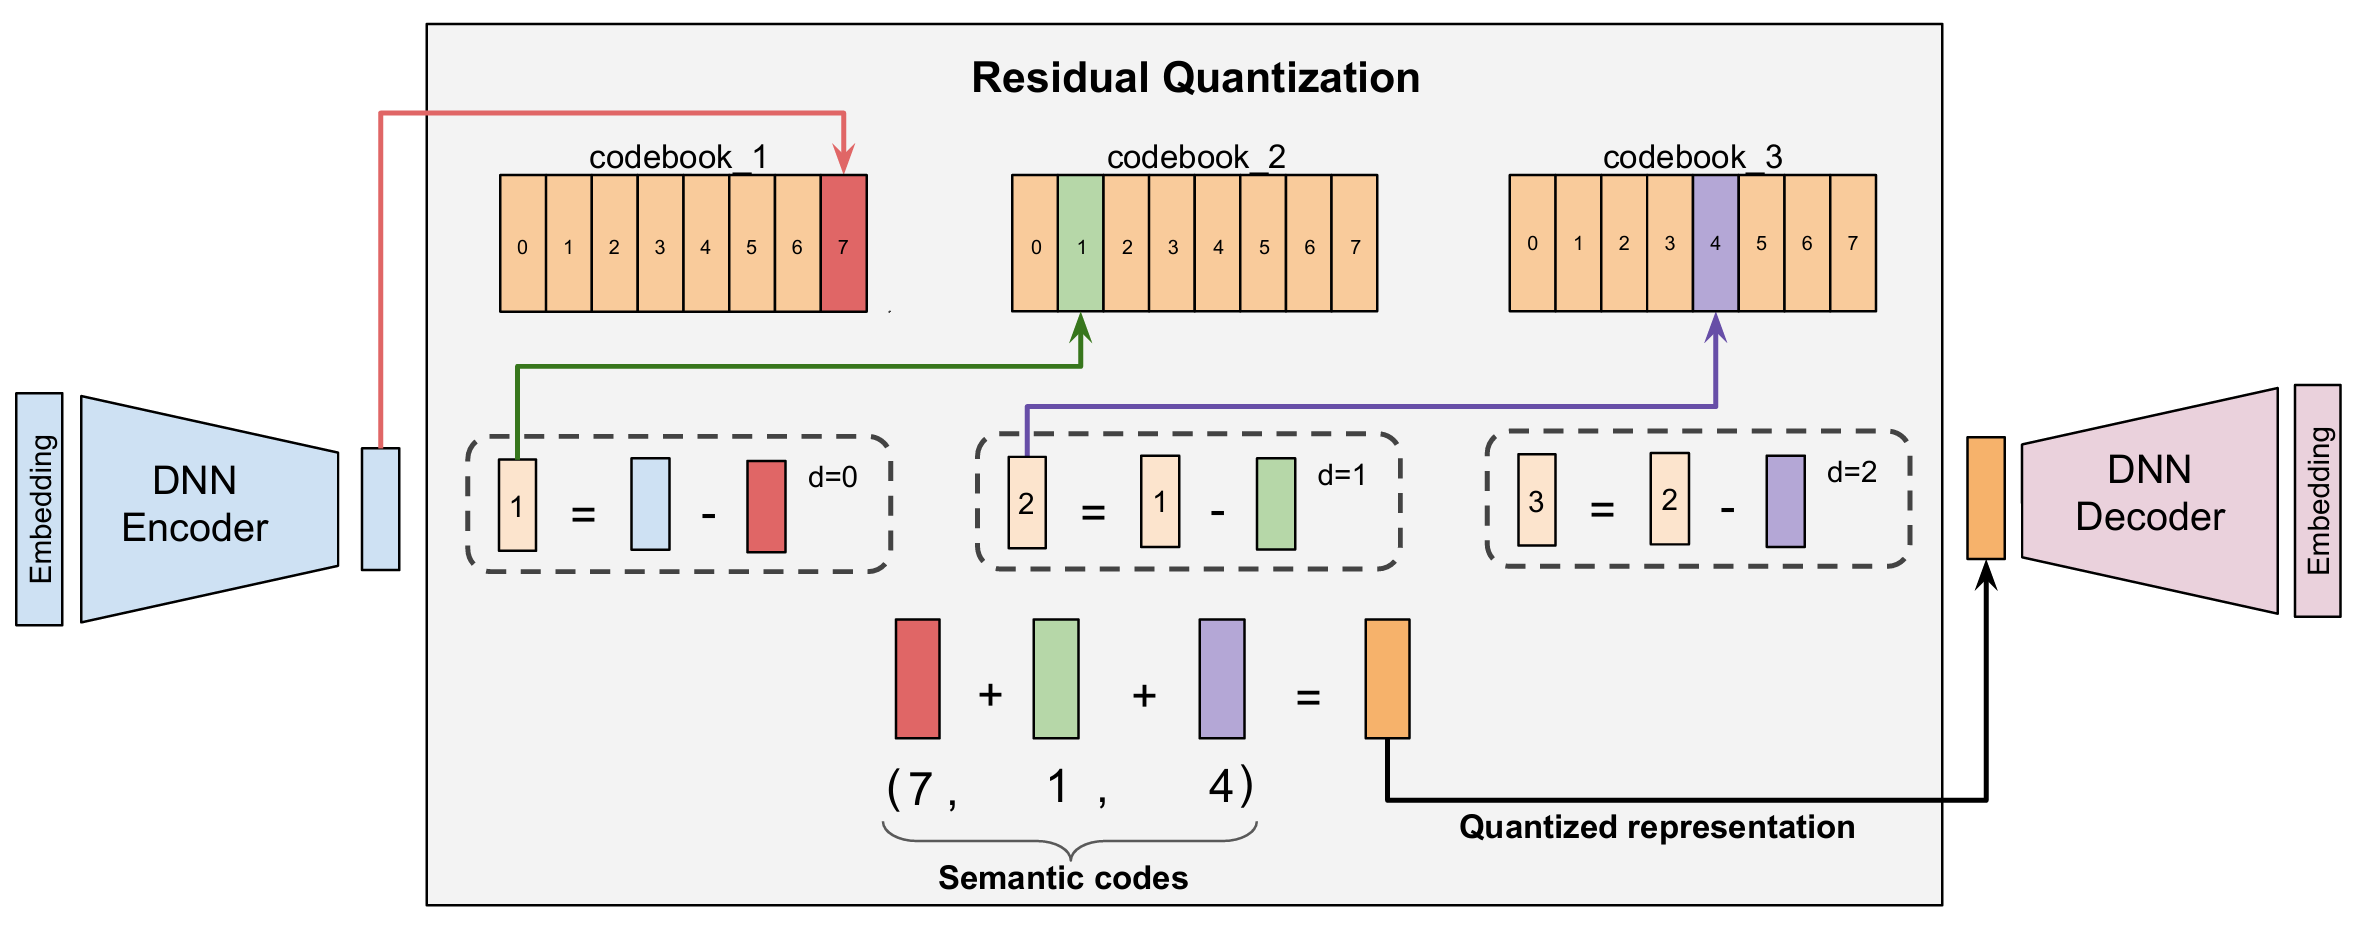 Residual Quantization
codebook_1
codebook_2
codebook_3
0 1 2 3 4 5 6 7
0 1 2 3 4 5 6 7
0 1 2 3 4 5 6 7
Embedding
DNN
Encoder
1 = - d=0
2 = 1 - d=1
3 = 2 - d=2
DNN
Decoder
Embedding
+ + =
(7 , 1 , 4)
Semantic codes
Quantized representation